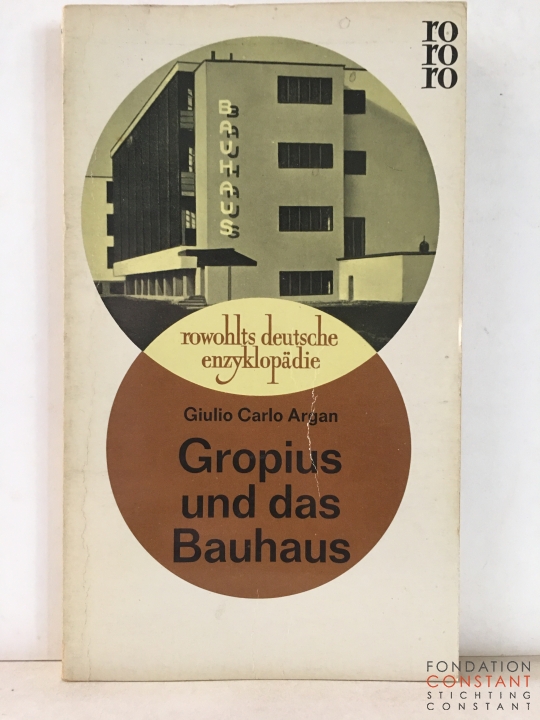 ro
ro
ro
BAUHAUS
rowohlts deutsche
enzyklopädie
Giulio Carlo Argan
Gropius
und das
Bauhaus
FONDATION
CONSTANT
STICHTING
CONSTANT